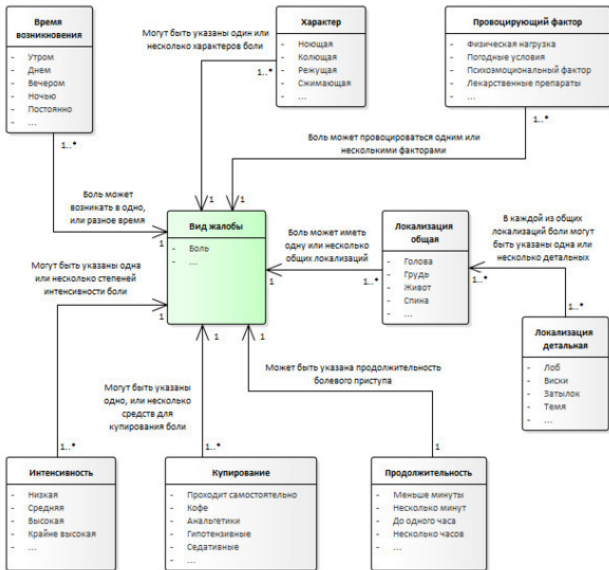 Время
возникновения
- Утром
- Днем
- Вечером
- Ночью
- Постоянно
- ...
1..*
Могут быть указаны один или
несколько характеров боли
Характер
- Ноющая
- Колющая
- Режущая
- Сжимающая
- ...
1..*
Провоцирующий фактор
- Физическая нагрузка
- Погодные условия
- Психоэмоциональный фактор
- Лекарственные препараты
- ...
1..*
Боль может провоцироваться одним или
несколькими факторами
Боль может
возникать в одно,
или разное время
1
1
1
Вид жалобы
- Боль
- ...
Боль может иметь
одну или несколько
общих локализаций
1
1..*
Локализация
общая
- Голова
- Грудь
- Живот
- Спина
- ...
В каждой из общих
локализаций боли могут
быть указана одна или
несколько детальных
1..*
1..*
Локализация
детальная
- Лоб
- Виски
- Затылок
- Темя
- ...
Могут быть указана одна
или несколько степеней
интенсивности боли
1
1
1
Могут быть указаны
одно, или несколько
средств для
купирования боли
Может быть указана продолжительность
болевого приступа
1..*
1..*
1
Интенсивность
- Низкая
- Средняя
- Высокая
- Крайне высокая
- ...
Купирование
- Проходит самостоятельно
- Кофе
- Анальгетики
- Гипотензивные
- Седативные
- ...
Продолжительность
- Меньше минуты
- Несколько минут
- До одного часа
- Несколько часов
- ...